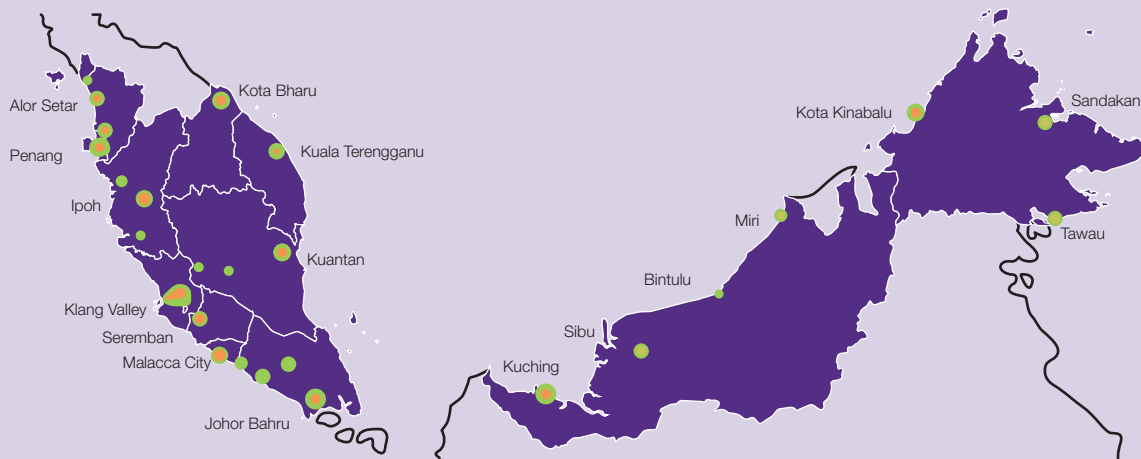 Alor Setar
Kota Bharu
Penang
Kuala Terengganu
Ipoh
Kuantan
Klang Valley
Seremban
Malacca City
Johor Bahru
Kota Kinabalu
Sandakan
Miri
Tawau
Bintulu
Sibu
Kuching